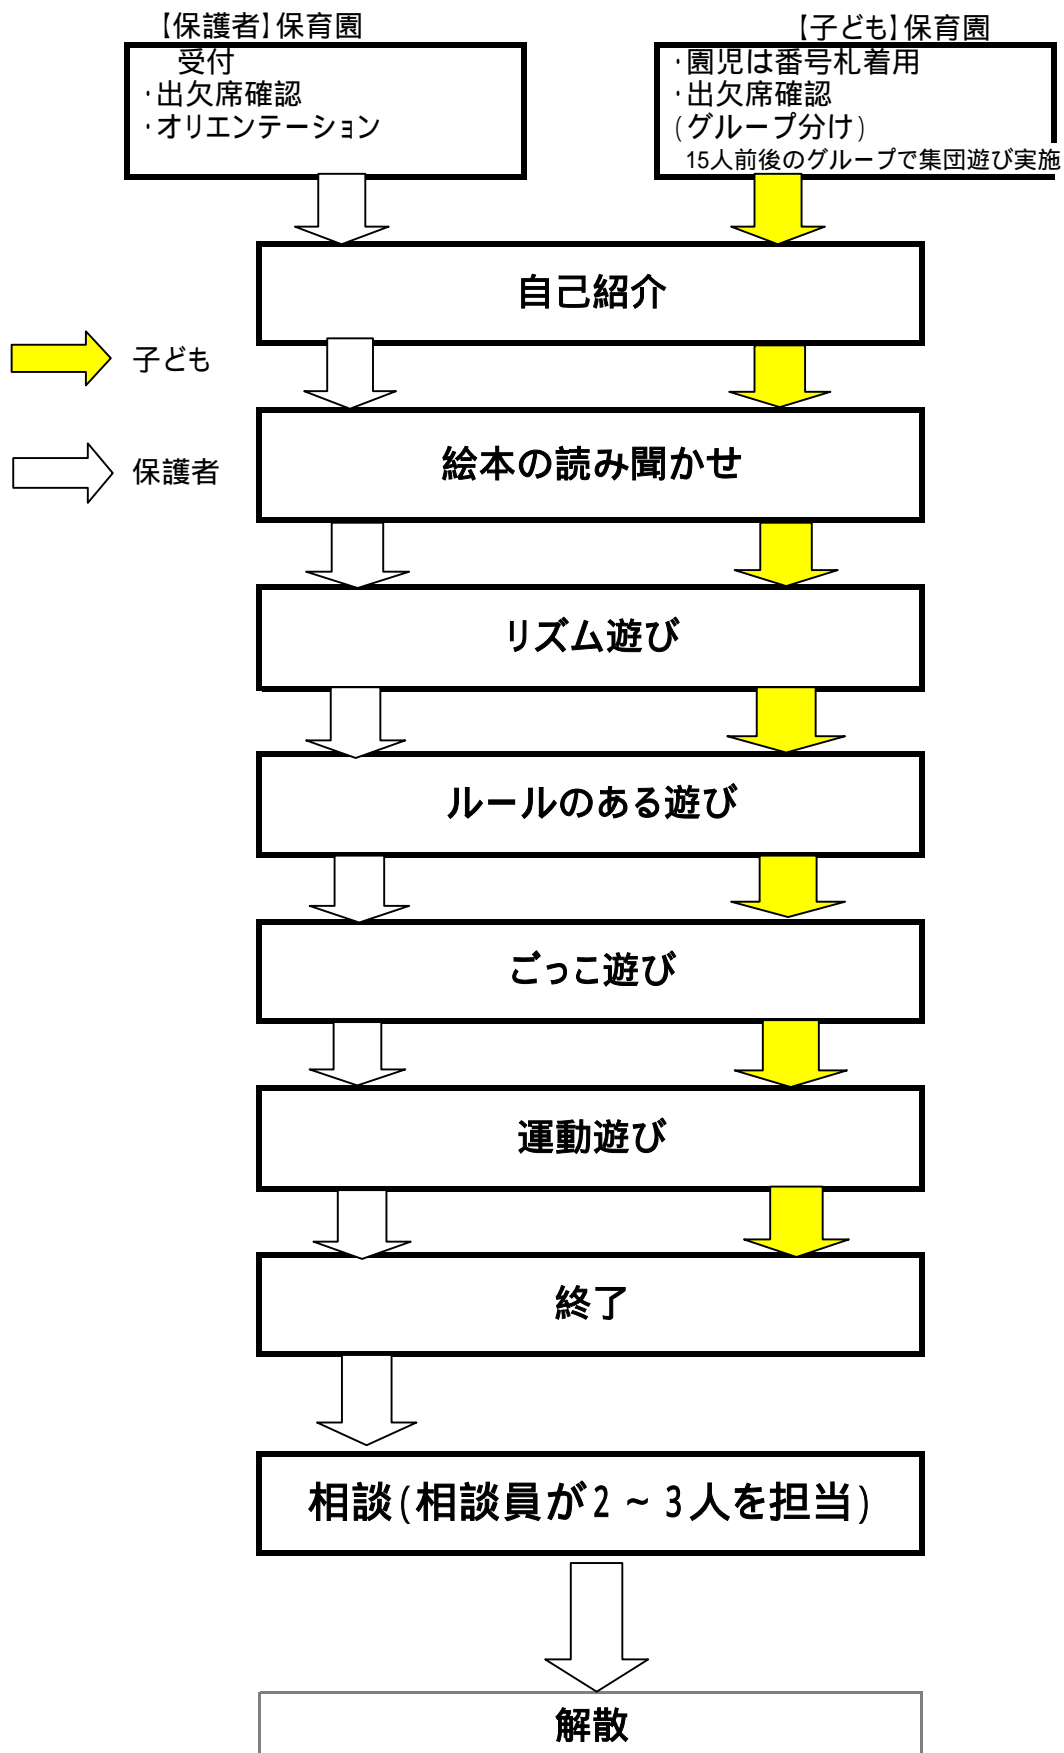 【保護者】保育園
受付
・出欠席確認
・オリエンテーション
【子ども】保育園
・園児は番号札着用
・出欠席確認
(グループ分け)
15人前後のグループで集団遊び実施
自己紹介
子ども
絵本の読み聞かせ
保護者
リズム遊び
ルールのある遊び
ごっこ遊び
運動遊び
終了
相談(相談員が2～3人を担当)
解散